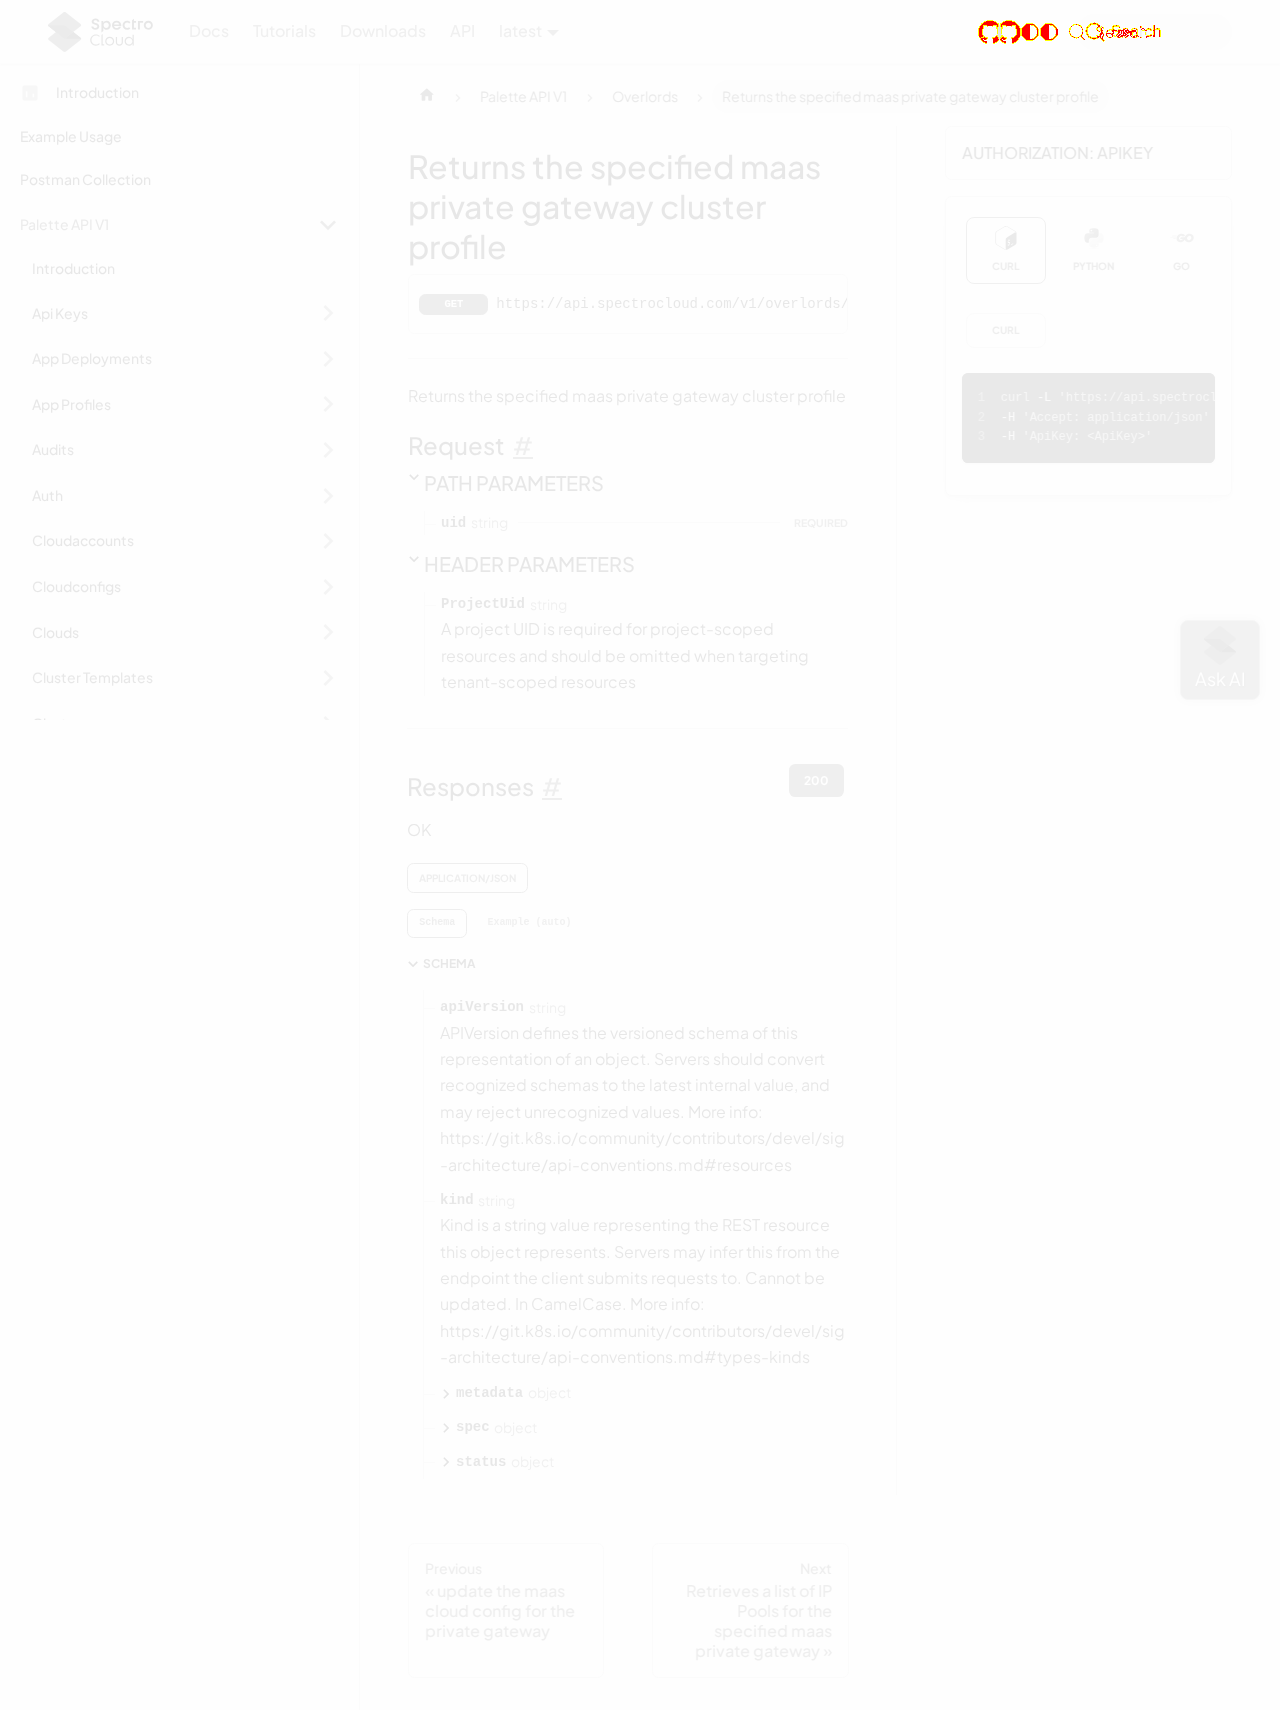 Spectro
Cloud
Docs
Tutorials
Downloads
API
latest
Introduction
Example Usage
Postman Collection
Palette API V1
Introduction
Api Keys
App Deployments
App Profiles
Audits
Auth
Cloudaccounts
Cloudconfigs
Clouds
Cluster Templates
Palette API V1
Overlords
Returns the specified maas private gateway cluster profile
Returns the specified maas
private gateway cluster
profile
GET https://api.spectrocloud.com/v1/overlords/
Returns the specified maas private gateway cluster profile
Request #
PATH PARAMETERS
uid string REQUIRED
HEADER PARAMETERS
ProjectUid string
A project UID is required for project-scoped
resources and should be omitted when targeting
tenant-scoped resources
Responses #
200
OK
APPLICATION/JSON
Schema
Example (auto)
SCHEMA
apiVersion string
APIVersion defines the versioned schema of this
representation of an object. Servers should convert
recognized schemas to the latest internal value, and
may reject unrecognized values. More info:
https://git.k8s.io/community/contributors/devel/sig
-architecture/api-conventions.md#resources
kind string
Kind is a string value representing the REST resource
this object represents. Servers may infer this from the
endpoint the client submits requests to. Cannot be
updated. In CamelCase. More info:
https://git.k8s.io/community/contributors/devel/sig
-architecture/api-conventions.md#types-kinds
metadata object
spec object
status object
Previous
« update the maas
cloud config for the
private gateway
Next
Retrieves a list of IP
Pools for the
specified maas
private gateway »
AUTHORIZATION: APIKEY
CURL
PYTHON
GO
CURL
1 curl -L 'https://api.spectrocl
2 -H 'Accept: application/json'
3 -H 'ApiKey: <ApiKey>'
Ask AI